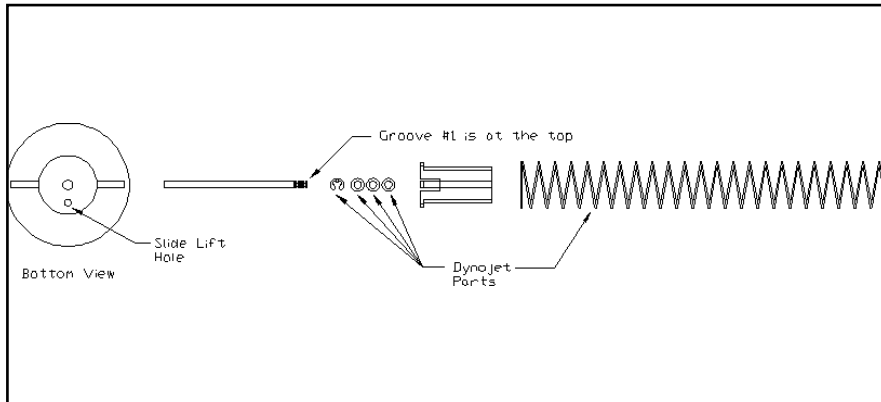 Groove #1 is at the top
Slide Lift
Hole
Bottom View
Dynojet
Parts